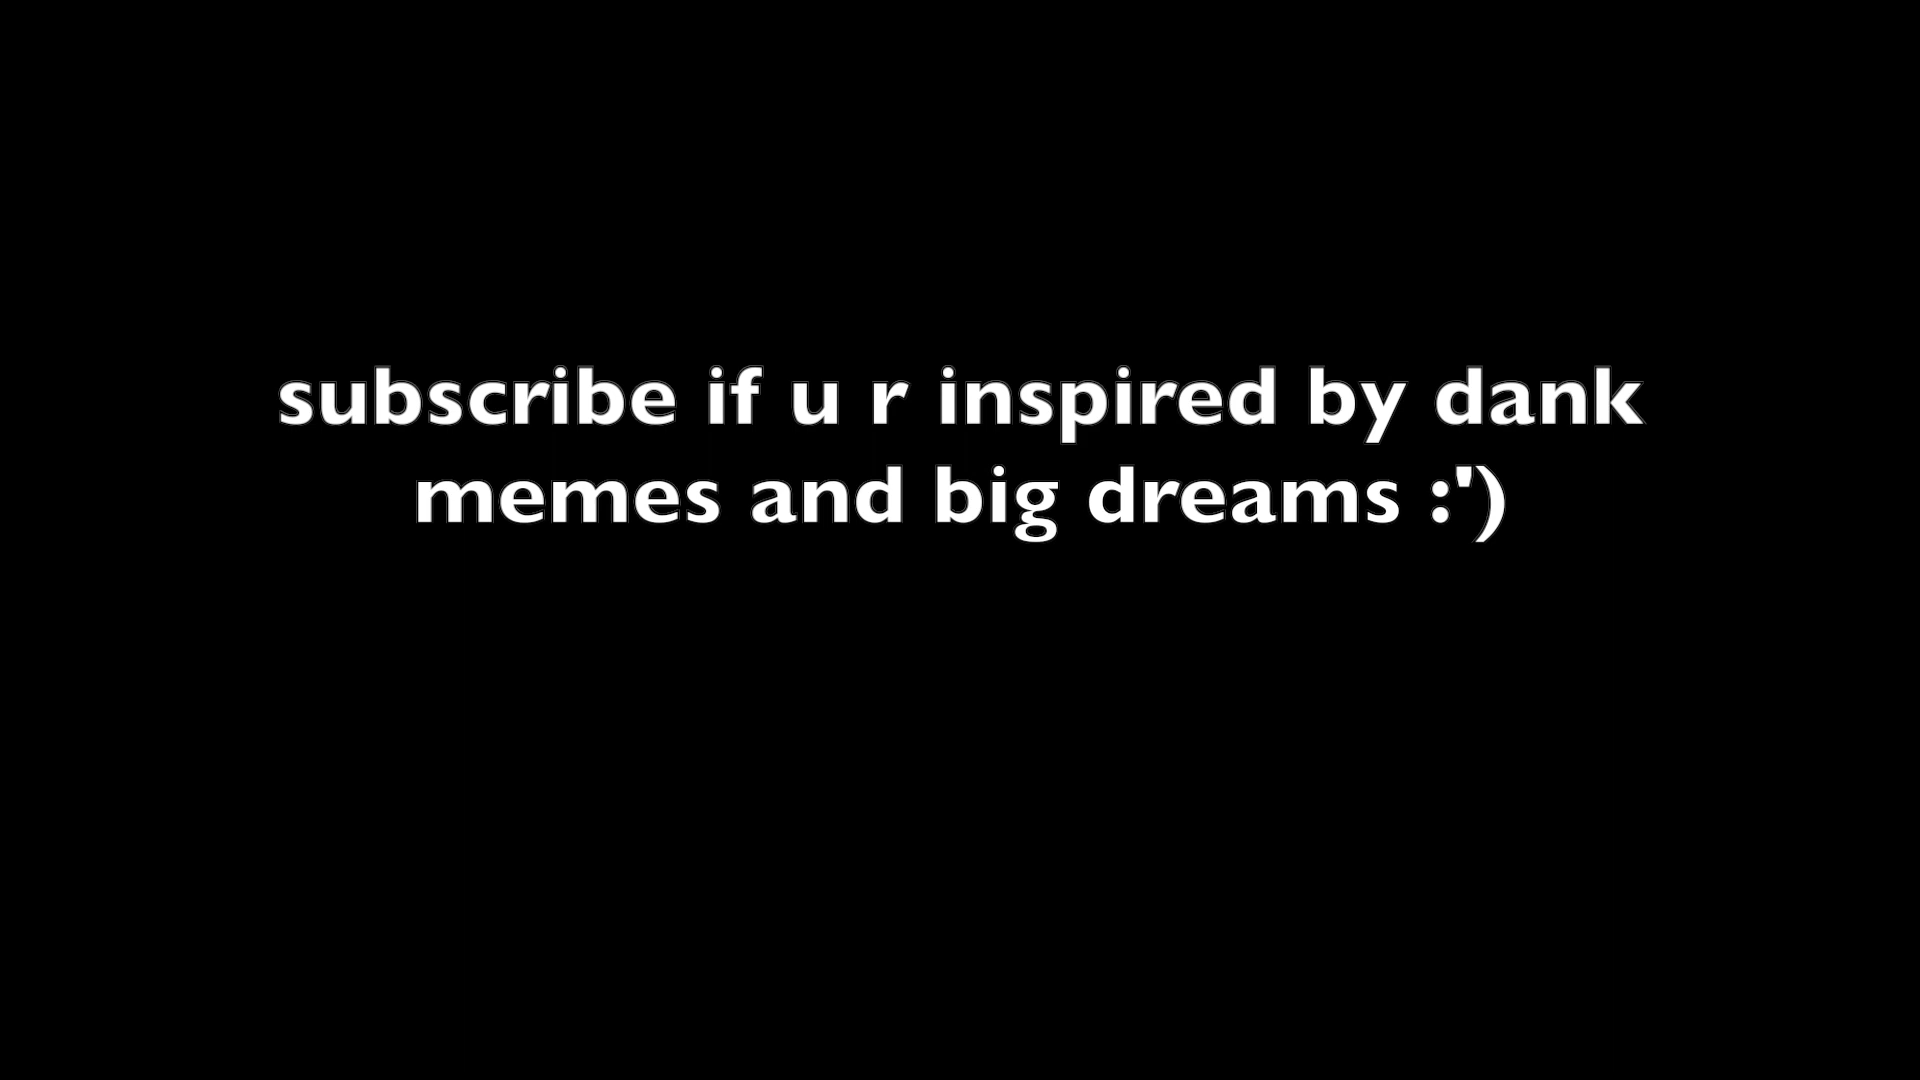 subscribe if u r inspired by dank
memes and big dreams :')